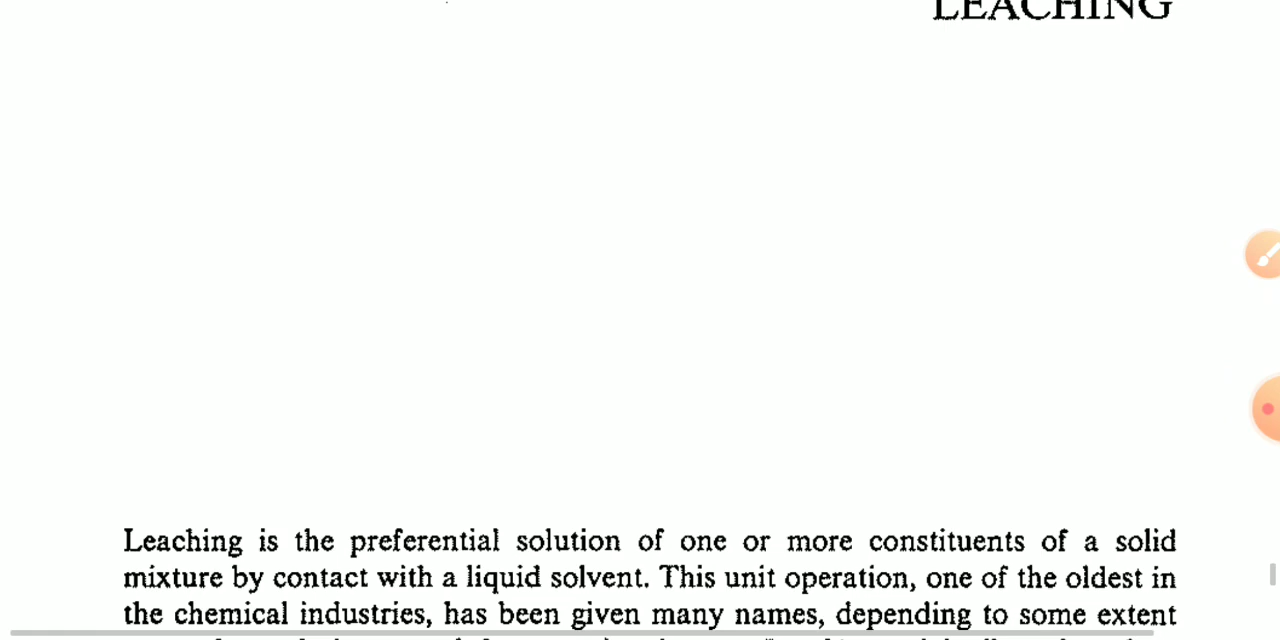 LEACHING
Leaching is the preferential solution of one or more constituents of a solid
mixture by contact with a liquid solvent. This unit operation, one of the oldest in
the chemical industries, has been given many names, depending to some extent